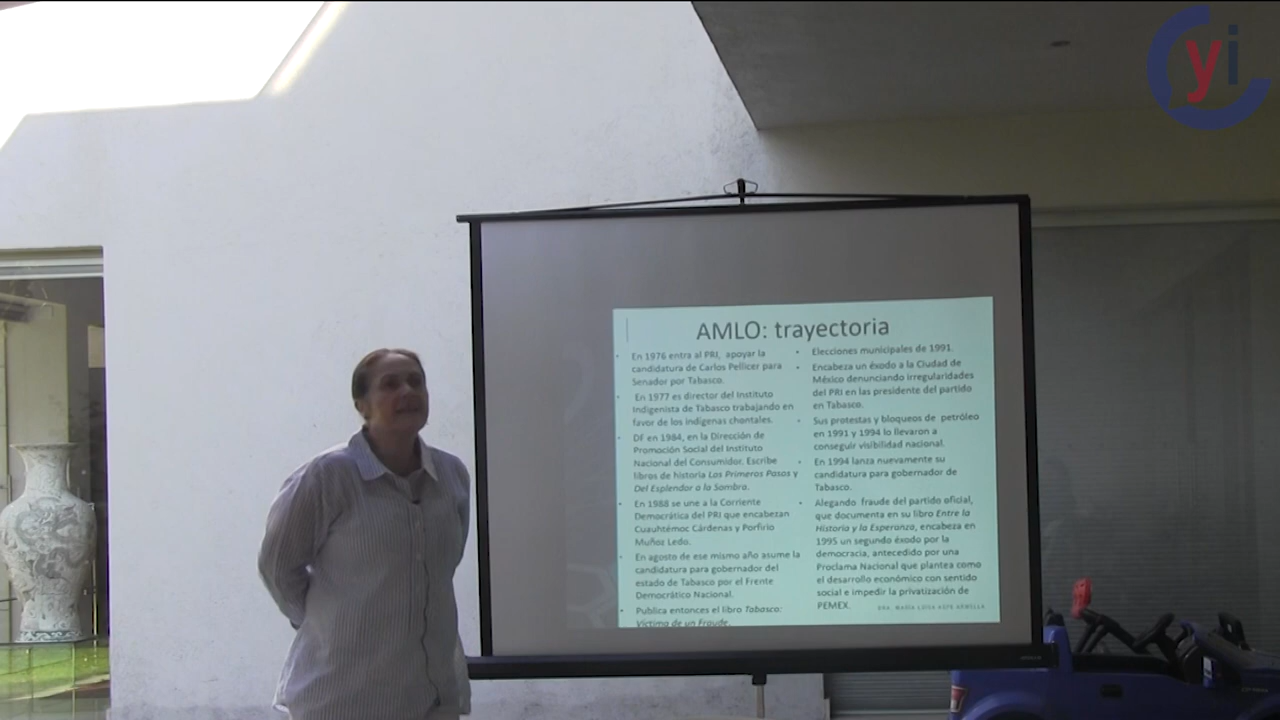 yi
AMLO: trayectoria
• En 1976 entra al PRI, apoyar la
candidatura de Carlos Pellicer para
Senador por Tabasco.
• En 1977 es director del Instituto
Indigenista de Tabasco trabajando en
favor de los indígenas chontales.
• DF en 1984, en la Dirección de
Promoción Social del Instituto
Nacional del Consumidor. Escribe
libros de historia Los Primeros Pasos y
Del Esplendor a la Sombra.
• En 1988 se une a la Corriente
Democrática del PRI que encabezan
Cuauhtémoc Cárdenas y Porfirio
Muñoz Ledo.
• En agosto de ese mismo año asume la
candidatura para gobernador del
estado de Tabasco por el Frente
Democrático Nacional.
• Publica entonces el libro Tabasco:
Víctima de un Fraude.
• Elecciones municipales de 1991.
• Encabeza un éxodo a la Ciudad de
México denunciando irregularidades
del PRI en las presidente del partido
en Tabasco.
• Sus protestas y bloqueos de petróleo
en 1991 y 1994 lo llevaron a
conseguir visibilidad nacional.
• En 1994 lanza nuevamente su
candidatura para gobernador de
Tabasco.
• Alegando fraude del partido oficial,
que documenta en su libro Entre la
Historia y la Esperanza, encabeza en
1995 un segundo éxodo por la
democracia, antecedido por una
Proclama Nacional que plantea como
el desarrollo económico con sentido
social e impedir la privatización de
PEMEX.
DRA. MARÍA LUISA ASPE ARMELLA